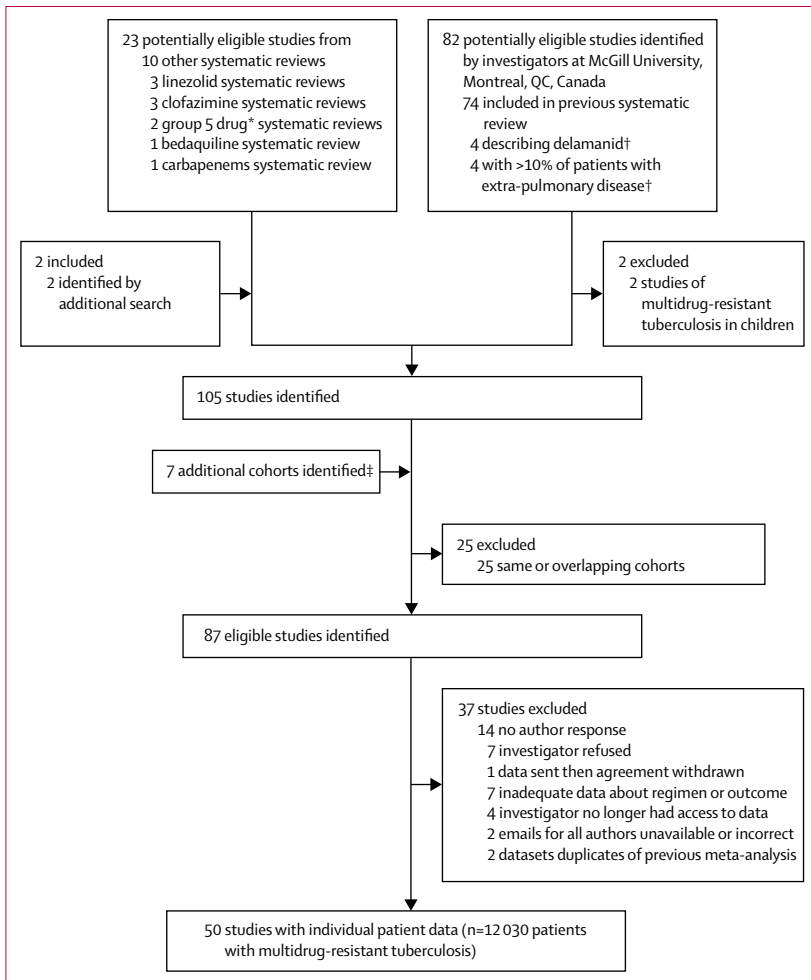 23 potentially eligible studies from
10 other systematic reviews
3 linezolid systematic reviews
3 clofazimine systematic reviews
2 group 5 drug* systematic reviews
1 bedaquiline systematic review
1 carbapenems systematic review
82 potentially eligible studies identified
by investigators at McGill University,
Montreal, QC, Canada
74 included in previous systematic
review
4 describing delamanid†
4 with >10% of patients with
extra-pulmonary disease†
2 included
2 identified by
additional search
2 excluded
2 studies of
multidrug-resistant
tuberculosis in children
105 studies identified
7 additional cohorts identified‡
25 excluded
25 same or overlapping cohorts
87 eligible studies identified
37 studies excluded
14 no author response
7 investigator refused
1 data sent then agreement withdrawn
7 inadequate data about regimen or outcome
4 investigator no longer had access to data
2 emails for all authors unavailable or incorrect
2 datasets duplicates of previous meta-analysis
50 studies with individual patient data (n=12 030 patients
with multidrug-resistant tuberculosis)